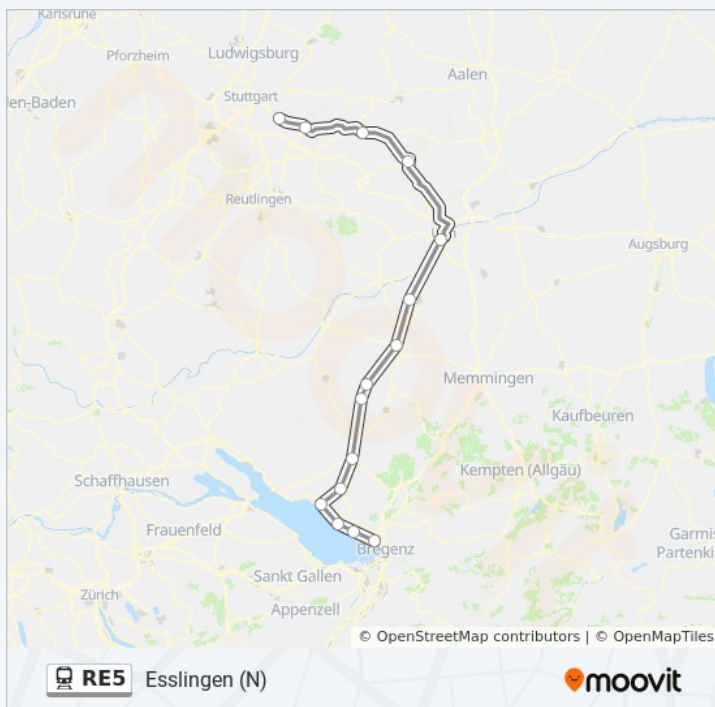 Karlsruhe
Ludwigsburg
Pforzheim
Aalen
en-Baden
Stuttgart
Reutlingen
Augsburg
Memmingen
Kaufbeuren
Kempten (Allgäu)
Schaffhausen
Frauenfeld
Garmis
Partenki
Bregenz
Sankt Gallen
Zürich
Appenzell
© OpenStreetMap contributors | © OpenMapTiles
RE5 Esslingen (N)
moovit